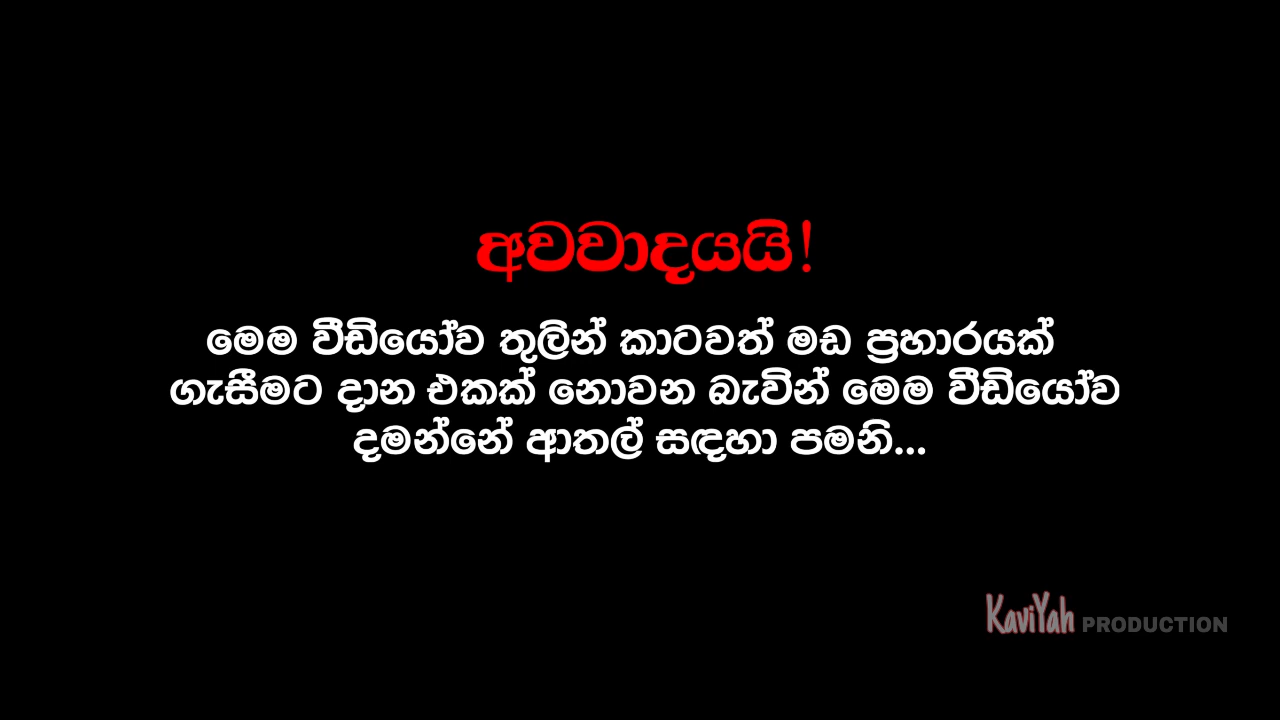 අවවාදයයි!
මෙම වීඩියෝව තුලින් කාටවත් මඩ ප්‍රහාරයක්
ගැසීමට දාන එකක් නොවන බැවින් මෙම වීඩියෝව
දමන්නේ ආතල් සඳහා පමනි...
KaviYah PRODUCTION